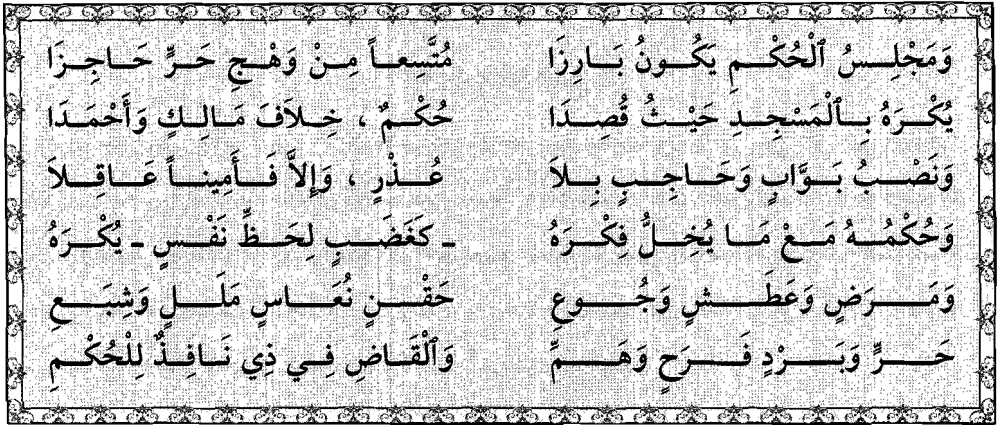 وَمَجْلِسُ ٱلْحُكْمِ يَكُونُ بَارِزَا مُتَّسِعاً مِنْ وَهْجِ حَرٍّ حَاجِزَا
يُكْرَهُ بِٱلْمَسْجِدِ حَيْثُ قُصِدَا حُكْمٌ ، خِلاَفَ مَالِكٍ وَأَحْمَدَا
وَنَصْبُ بَوَّابٍ وَحَاجِبٍ بِلاَ عُذْرٍ ، وَإِلاَّ فَأَمِيناً عَاقِلاَ
وَحُكْمُهُ مَعْ مَا يُخِلُّ فِكْرَهُ ـ كَغَضَبٍ لِحَظِّ نَفْسٍ ـ يُكْرَهُ
وَمَرَضٍ وَعَطَشٍ وَجُوعِ حَقْنٍ نُعَاسٍ مَلَلٍ وَشِبَعِ
حَرٍّ وَبَرْدٍ فَرَحٍ وَهَمِّ وَٱلْقَاضِ فِي ذِي نَافِذٌ لِلْحُكْمِ